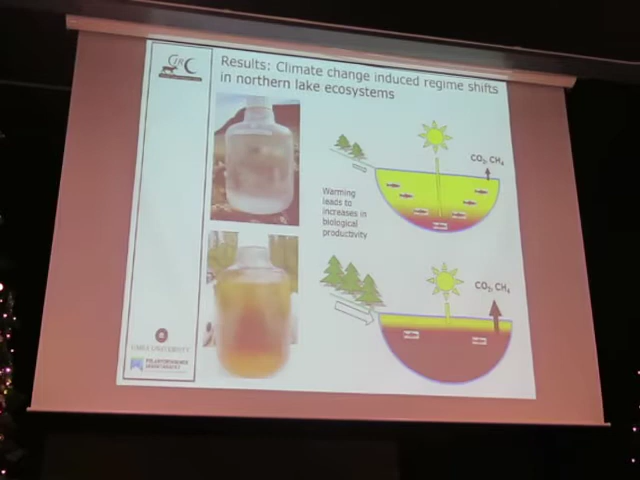 CIRC
Results: Climate change induced regime shifts
in northern lake ecosystems
CO₂, CH₄
Warming
leads to
increases in
biological
productivity
CO₂, CH₄
UMEÅ UNIVERSITY